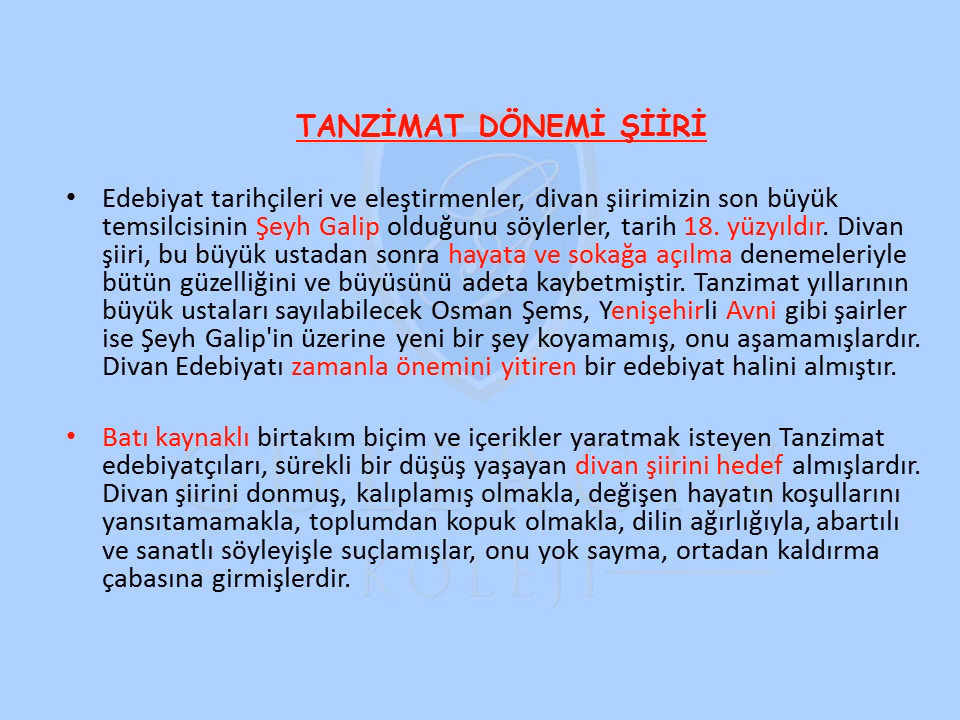 TANZİMAT DÖNEMİ ŞİİRİ
• Edebiyat tarihçileri ve eleştirmenler, divan şiirimizin son büyük
temsilcisinin Şeyh Galip olduğunu söylerler, tarih 18. yüzyıldır. Divan
şiiri, bu büyük ustadan sonra hayata ve sokağa açılma denemeleriyle
bütün güzelliğini ve büyüsünü adeta kaybetmiştir. Tanzimat yıllarının
büyük ustaları sayılabilecek Osman Şems, Yenişehirli Avni gibi şairler
ise Şeyh Galip'in üzerine yeni bir şey koyamamış, onu aşamamışlardır.
Divan Edebiyatı zamanla önemini yitiren bir edebiyat halini almıştır.
• Batı kaynaklı birtakım biçim ve içerikler yaratmak isteyen Tanzimat
edebiyatçıları, sürekli bir düşüş yaşayan divan şiirini hedef almışlardır.
Divan şiirini donmuş, kalıplamış olmakla, değişen hayatın koşullarını
yansıtamamakla, toplumdan kopuk olmakla, dilin ağırlığıyla, abartılı
ve sanatlı söyleyişle suçlamışlar, onu yok sayma, ortadan kaldırma
çabasına girmişlerdir.
KOLEJİ